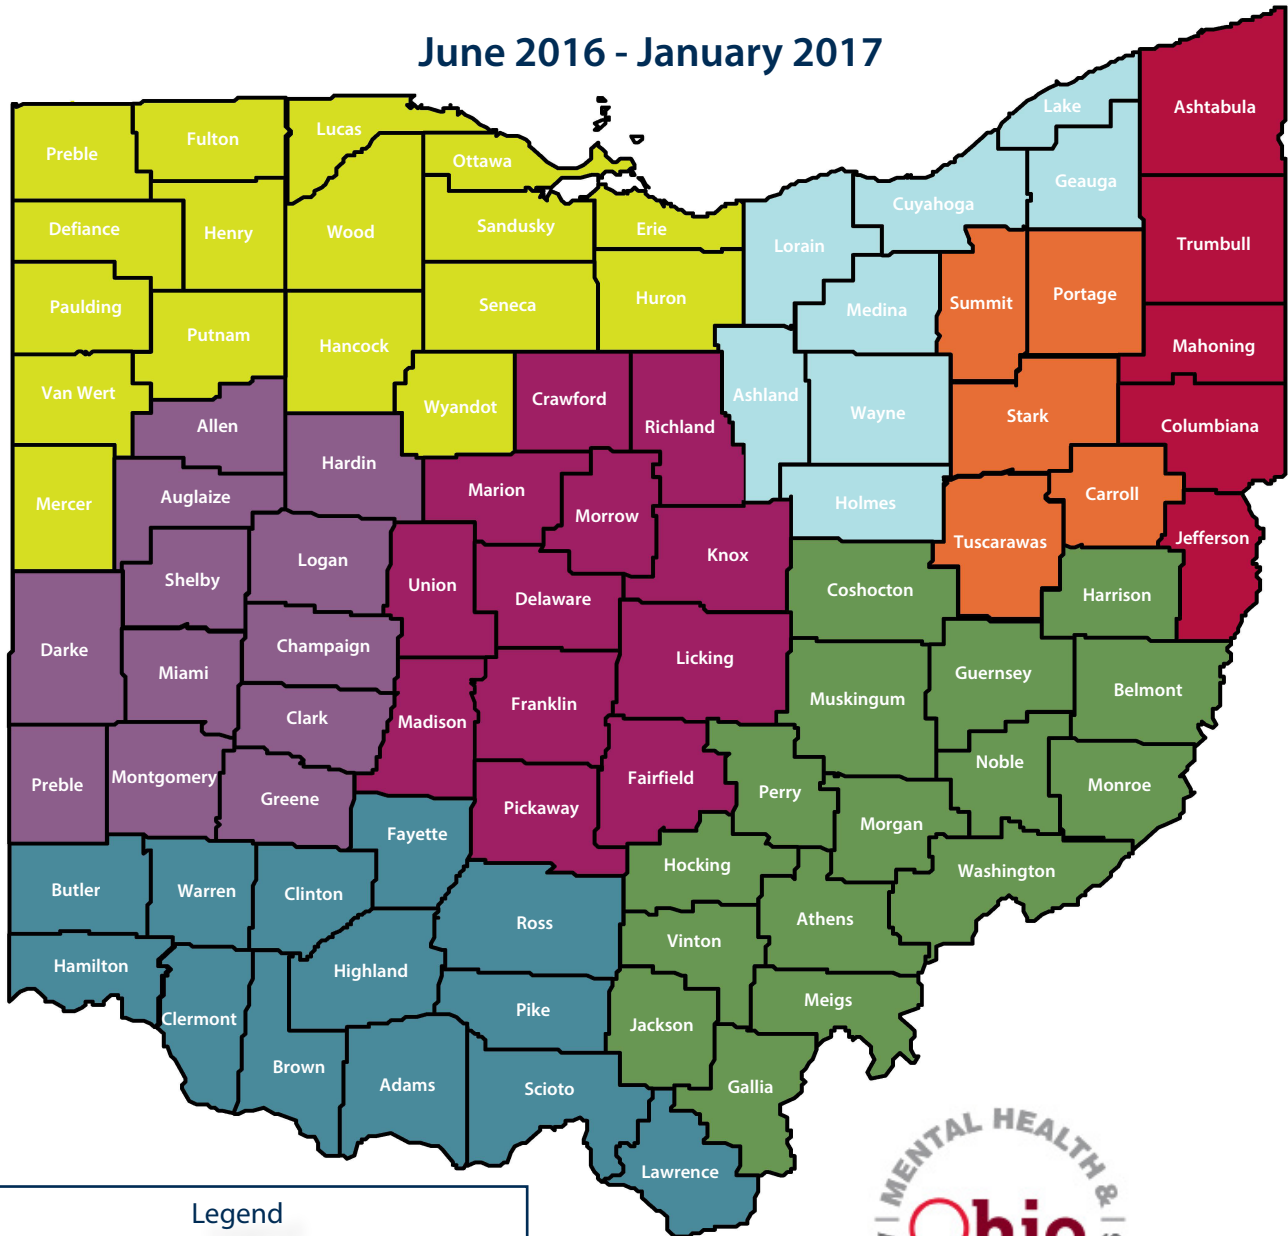 June 2016 - January 2017
Lake
Ashtabula
Preble
Fulton
Lucas
Ottawa
Geauga
Cuyahoga
Defiance
Henry
Wood
Sandusky
Erie
Lorain
Trumbull
Paulding
Putnam
Hancock
Seneca
Huron
Medina
Summit
Portage
Mahoning
Van Wert
Allen
Wyandot
Crawford
Richland
Ashland
Wayne
Stark
Columbiana
Mercer
Auglaize
Hardin
Marion
Morrow
Holmes
Carroll
Jefferson
Shelby
Logan
Union
Delaware
Knox
Coshocton
Tuscarawas
Harrison
Darke
Miami
Champaign
Licking
Muskingum
Guernsey
Belmont
Clark
Madison
Franklin
Noble
Monroe
Preble
Montgomery
Greene
Pickaway
Fairfield
Perry
Morgan
Fayette
Hocking
Washington
Butler
Warren
Clinton
Ross
Vinton
Athens
Hamilton
Highland
Pike
Jackson
Meigs
Clermont
Brown
Adams
Scioto
Gallia
Lawrence
Legend
MENTAL HEALTH &
Ohio